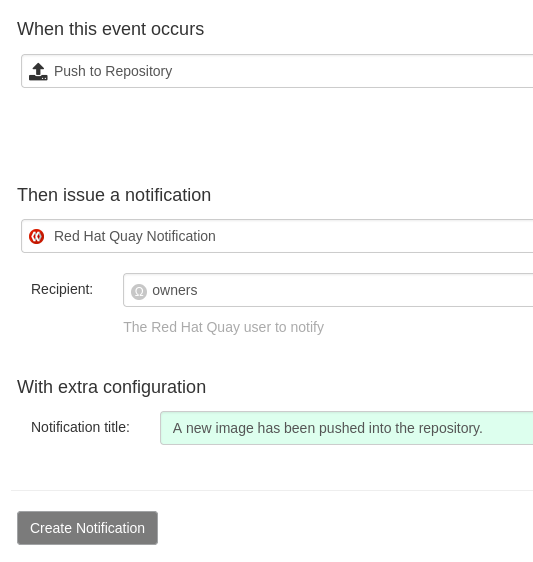 When this event occurs
Push to Repository
Then issue a notification
Red Hat Quay Notification
Recipient:
owners
The Red Hat Quay user to notify
With extra configuration
Notification title:
A new image has been pushed into the repository.
Create Notification